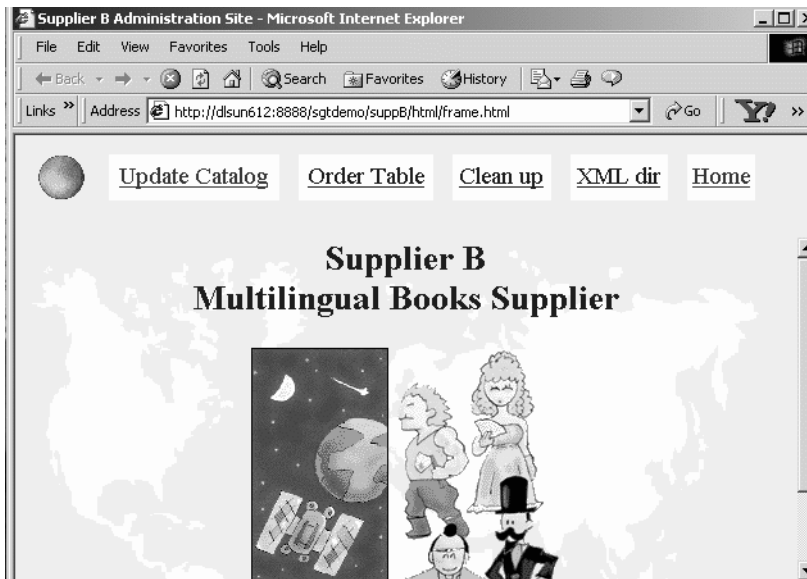 Supplier B Administration Site - Microsoft Internet Explorer
File Edit View Favorites Tools Help
Back Search Favorites History
Links » Address http://dlsun612:8888/sgtdemo/suppB/html/frame.html Go Y! »
Update Catalog Order Table Clean up XML dir Home
Supplier B
Multilingual Books Supplier